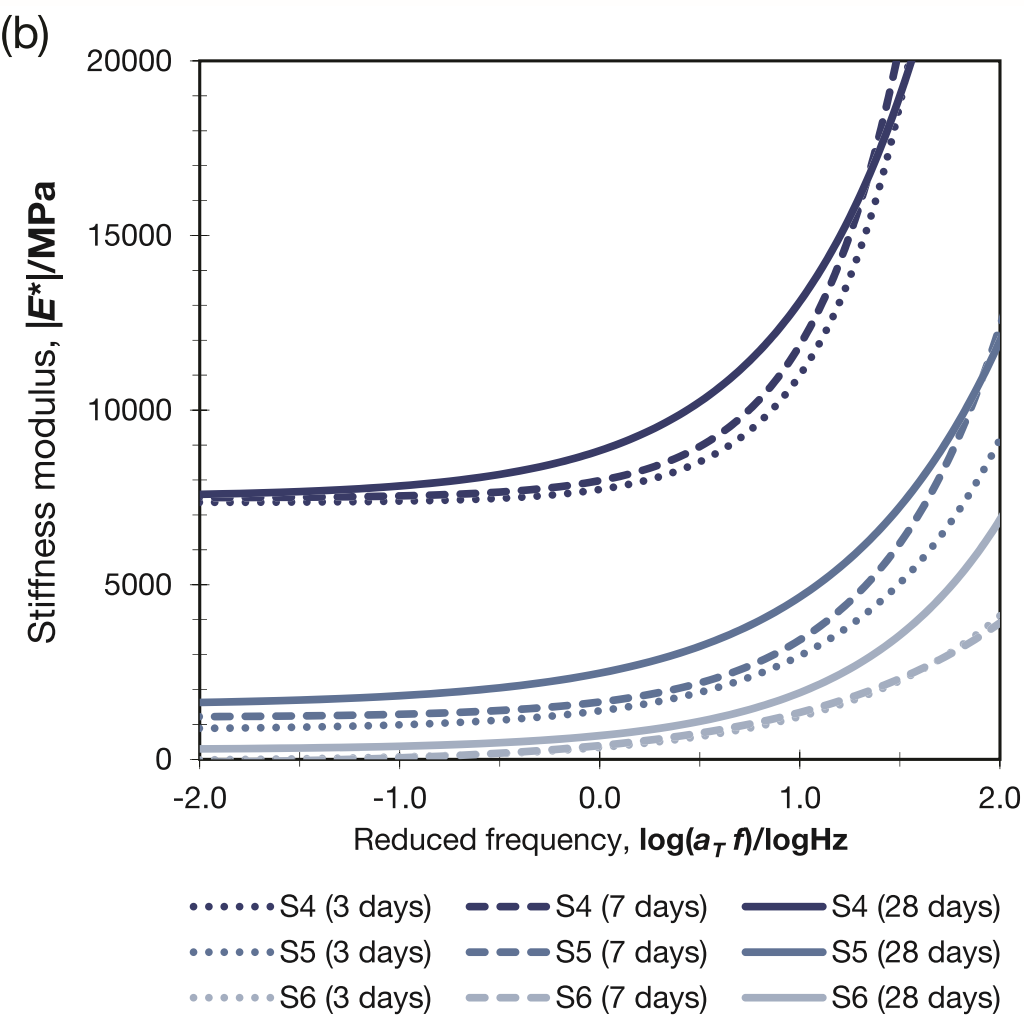 (b)
20000
15000
10000
5000
0
Stiffness modulus, |E*|/MPa
-2.0 -1.0 0.0 1.0 2.0
Reduced frequency, log(a_T f)/logHz
S4 (3 days) S4 (7 days) S4 (28 days)
S5 (3 days) S5 (7 days) S5 (28 days)
S6 (3 days) S6 (7 days) S6 (28 days)